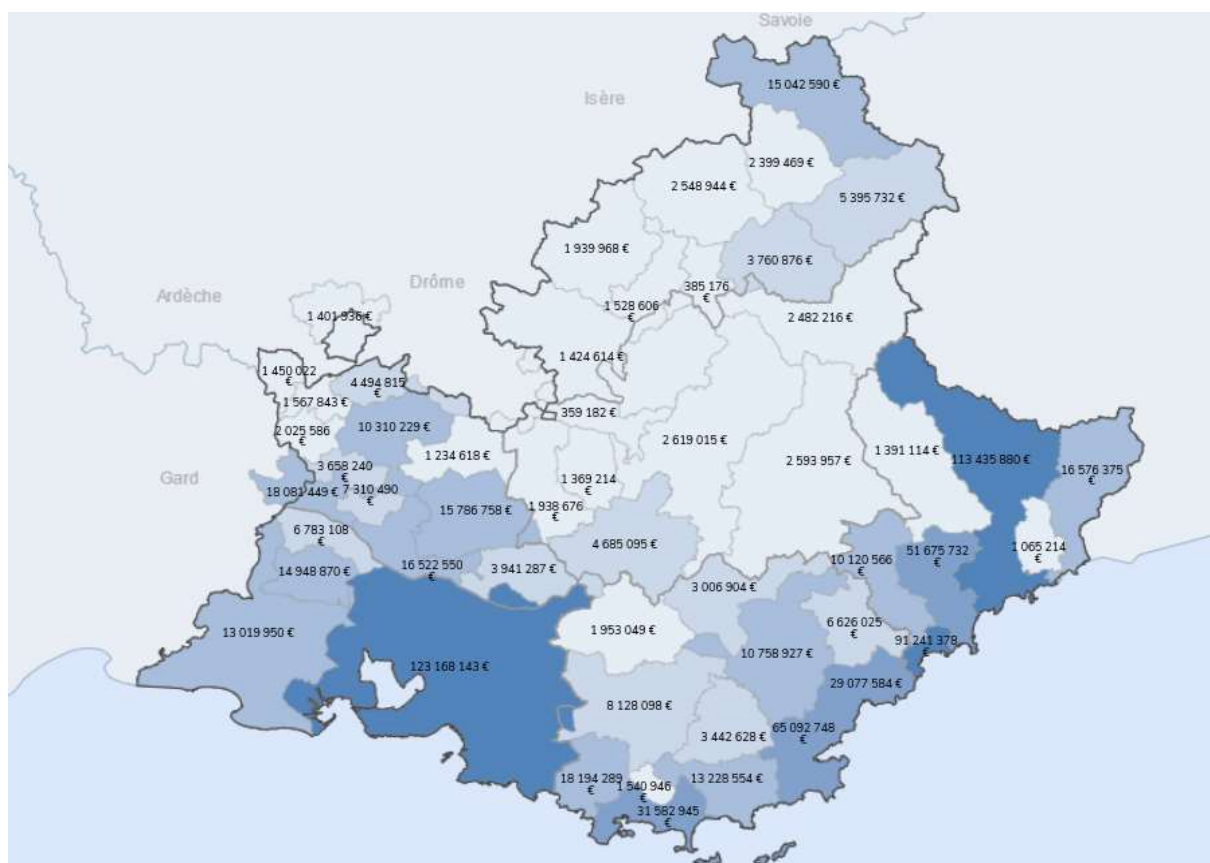 Savoie
15 042 590 €
Isère
2 399 469 €
2 548 944 €
5 395 732 €
1 939 968 €
3 760 876 €
Drôme
385 176
€
Ardèche
1 528 606
€
1 401 936 €
2 482 216 €
1 424 614 €
1 450 022
€
4 494 815
€
1 567 843 €
359 182 €
2 025 586
€
10 310 229 €
2 619 015 €
1 391 114 €
1 234 618 €
2 593 957 €
113 435 880 €
3 658 240
€
16 576 375
€
Gard
1 369 214
€
18 081 449 €
7 310 490
€
1 938 676
€
15 786 758 €
6 783 108
€
4 685 095 €
1 065 214
€
51 675 732
€
10 120 566
€
16 522 550
€
3 941 287 €
14 948 870 €
3 006 904 €
6 626 025
€
13 019 950 €
1 953 049 €
91 241 378
€
10 758 927 €
123 168 143 €
29 077 584 €
8 128 098 €
65 092 748
€
3 442 628 €
18 194 289
€
1 540 946
€
13 228 554 €
31 582 945
€